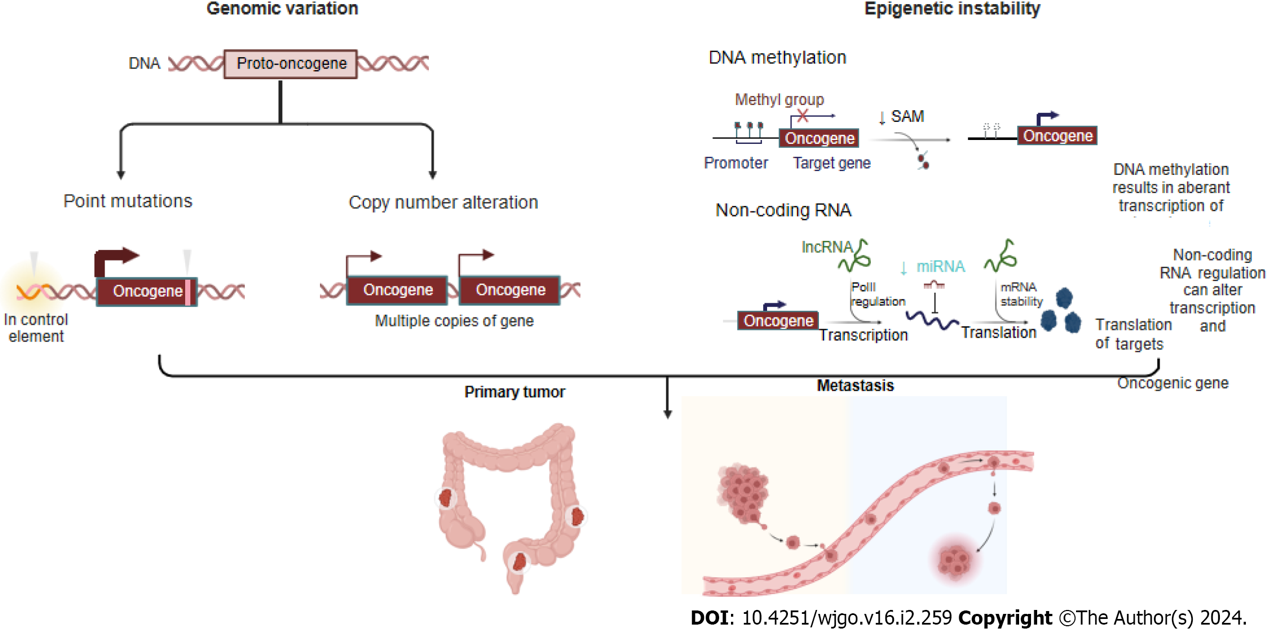 Genomic variation
DNA
Proto-oncogene
Point mutations
Copy number alteration
Oncogene
In control
element
Oncogene
Oncogene
Multiple copies of gene
Epigenetic instability
DNA methylation
Methyl group
Oncogene
Promoter
Target gene
↓ SAM
Oncogene
DNA methylation
results in aberant
transcription of
Non-coding RNA
lncRNA
↓ miRNA
PolII
regulation
mRNA
stability
Oncogene
Transcription
Translation
Translation
of targets
Non-coding
RNA regulation
can alter
transcription
and
Oncogenic gene
Primary tumor
Metastasis
DOI: 10.4251/wjgo.v16.i2.259 Copyright ©The Author(s) 2024.